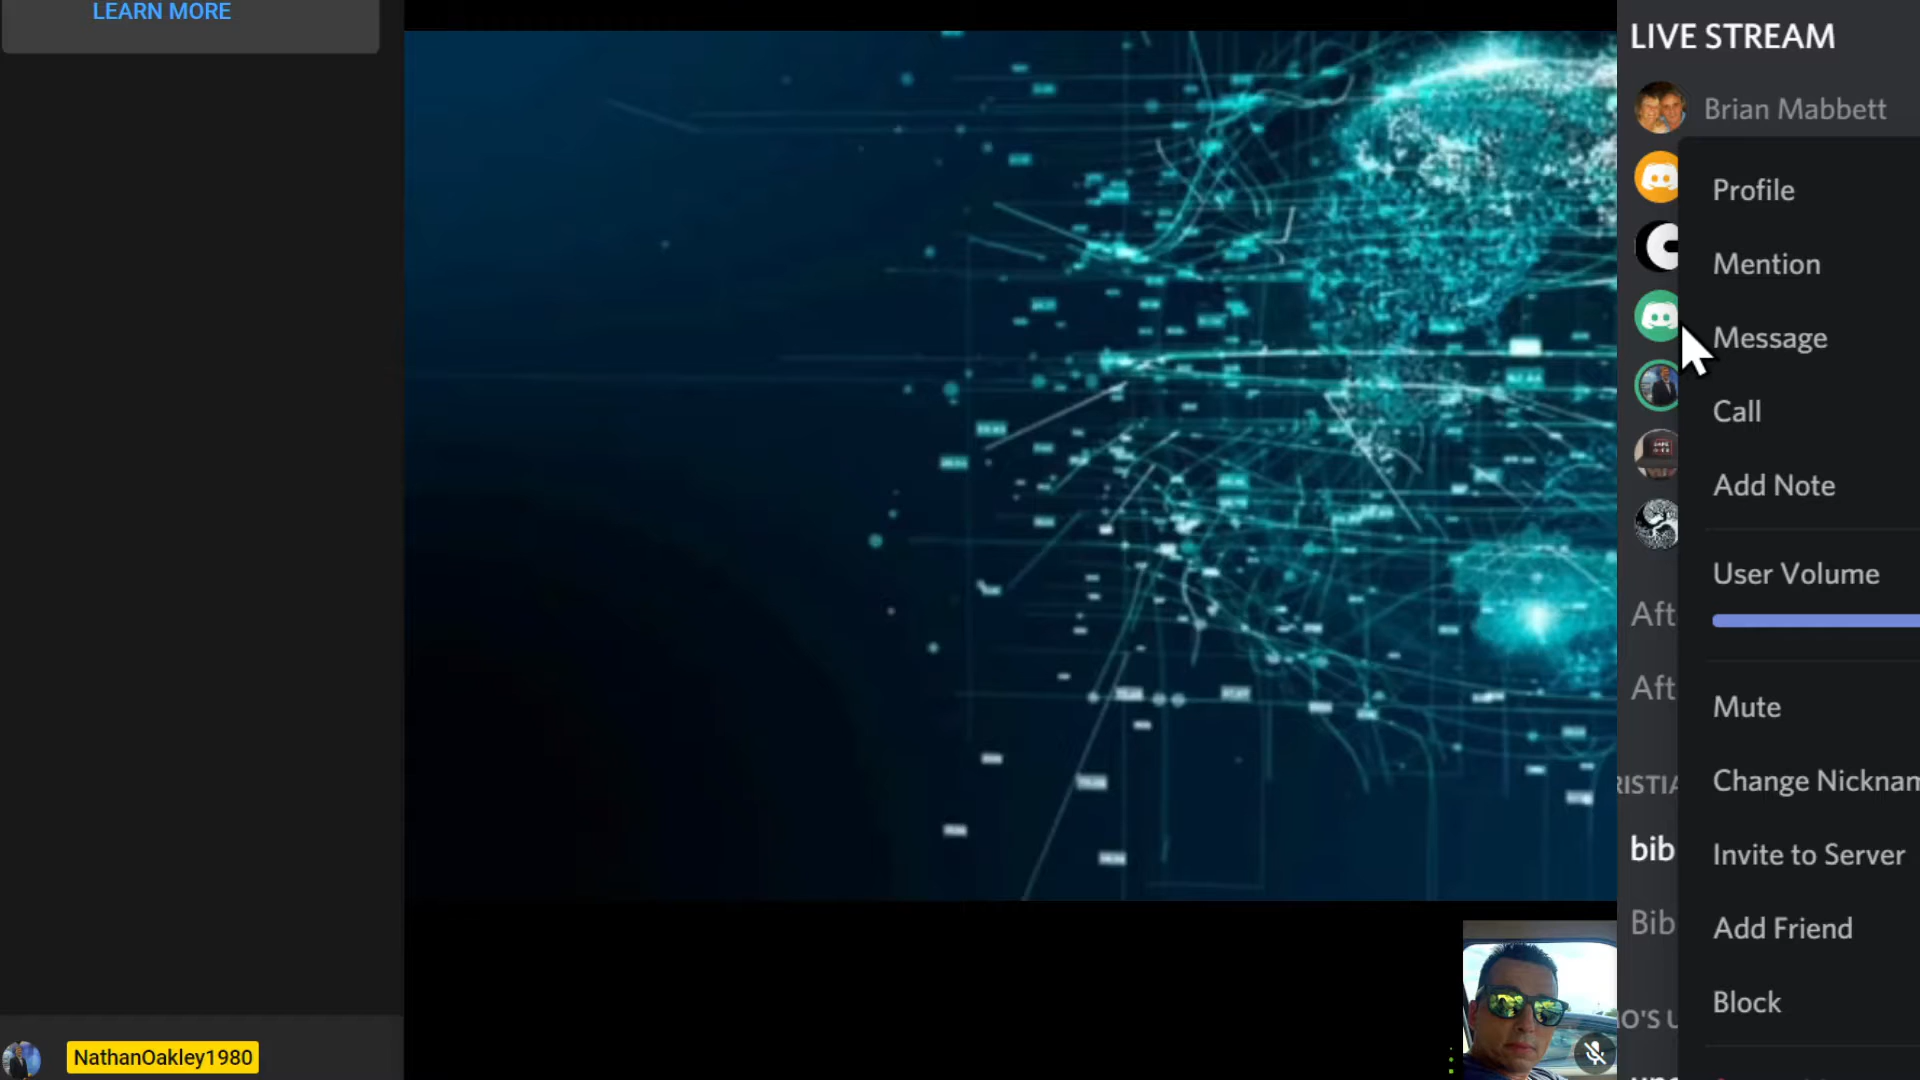 LEARN MORE
NathanOakley1980
LIVE STREAM
Brian Mabbett
Profile
Mention
Message
Call
Add Note
User Volume
Aft
Aft
Mute
RISTIA
Change Nicknam
bib
Invite to Server
Bib
Add Friend
Block
O'S U